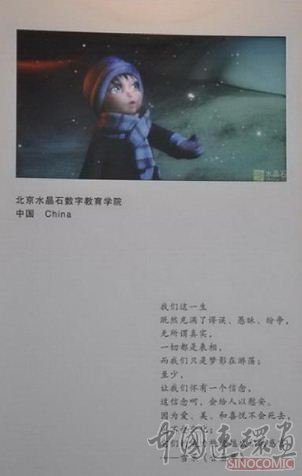 水晶石
北京水晶石数字教育学院
中国 China
我们这一生
既然充满了谬误、愚昧、纷争，
无所谓真实，
一切都是表相，
而我们只是梦影在游荡；
至少，
让我们怀有一个信念，
这信念呵，会给人以慰安。
因为爱、美、和喜悦不会死去，
中国连环画
SINOCOMIC